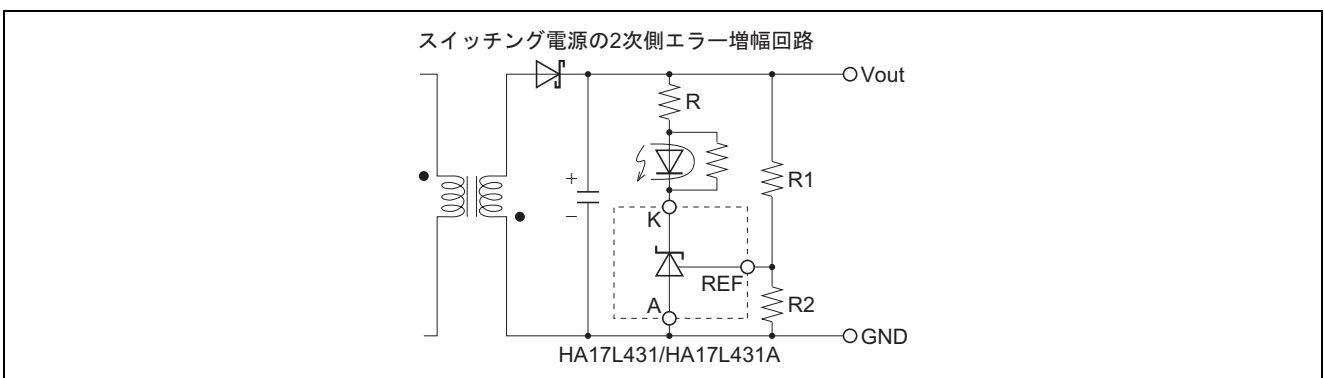 スイッチング電源の2次側エラー増幅回路
Vout
R
R1
+
−
K
REF
A
R2
GND
HA17L431/HA17L431A